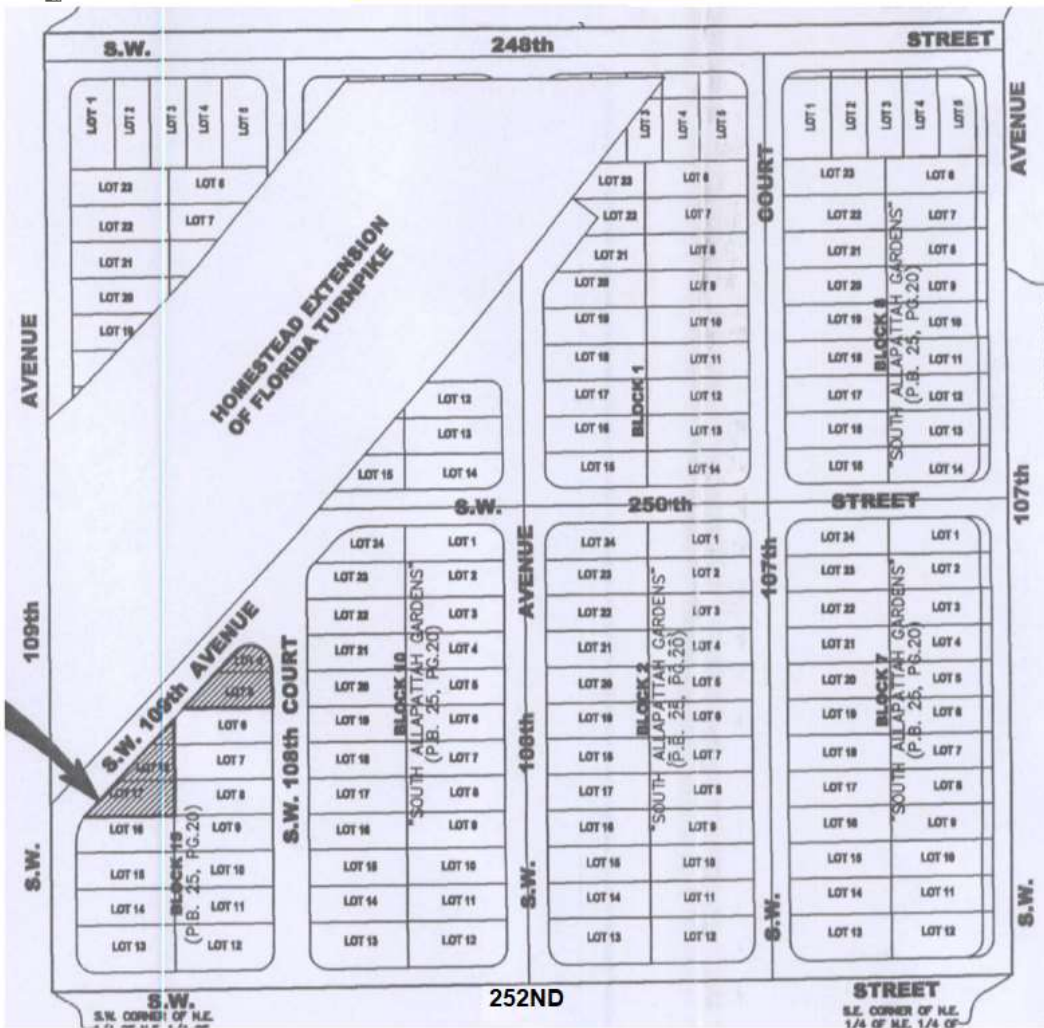 S.W. 248th STREET
LOT 1
LOT 2
LOT 3
LOT 4
LOT 5
LOT 23
LOT 6
LOT 22
LOT 7
LOT 21
LOT 20
LOT 19
HOMESTEAD EXTENSION
OF FLORIDA TURNPIKE
LOT 3
LOT 4
LOT 5
LOT 23
LOT 6
LOT 22
LOT 7
LOT 21
LOT 8
LOT 20
LOT 9
LOT 19
LOT 10
LOT 18
LOT 11
LOT 17
LOT 12
LOT 16
LOT 13
LOT 15
LOT 14
BLOCK 1
COURT
LOT 1
LOT 2
LOT 3
LOT 4
LOT 5
LOT 23
LOT 6
LOT 22
LOT 7
LOT 21
LOT 8
LOT 20
LOT 9
LOT 19
LOT 10
LOT 18
LOT 11
LOT 17
LOT 12
LOT 16
LOT 13
LOT 15
LOT 14
BLOCK 8
"SOUTH ALLAPATTAH GARDENS"
(P.B. 25, PG.20)
AVENUE
AVENUE
LOT 12
LOT 13
LOT 15
LOT 14
S.W. 250th STREET
107th
109th
S.W. 109th AVENUE
S.W. 108th COURT
LOT 24
LOT 1
LOT 23
LOT 2
LOT 22
LOT 3
LOT 21
LOT 4
LOT 20
LOT 5
LOT 19
LOT 6
LOT 18
LOT 7
LOT 17
LOT 8
LOT 16
LOT 9
LOT 15
LOT 10
LOT 14
LOT 11
LOT 13
LOT 12
BLOCK 10
"SOUTH ALLAPATTAH GARDENS"
(P.B. 25, PG.20)
AVENUE
108th
S.W.
LOT 24
LOT 1
LOT 23
LOT 2
LOT 22
LOT 3
LOT 21
LOT 4
LOT 20
LOT 5
LOT 19
LOT 6
LOT 18
LOT 7
LOT 17
LOT 8
LOT 16
LOT 9
LOT 15
LOT 10
LOT 14
LOT 11
LOT 13
LOT 12
BLOCK 2
"SOUTH ALLAPATTAH GARDENS"
(P.B. 25, PG.20)
107th
S.W.
LOT 24
LOT 1
LOT 23
LOT 2
LOT 22
LOT 3
LOT 21
LOT 4
LOT 20
LOT 5
LOT 19
LOT 6
LOT 18
LOT 7
LOT 17
LOT 8
LOT 16
LOT 9
LOT 15
LOT 10
LOT 14
LOT 11
LOT 13
LOT 12
BLOCK 7
"SOUTH ALLAPATTAH GARDENS"
(P.B. 25, PG.20)
S.W.
LOT 5
LOT 6
LOT 7
LOT 17
LOT 8
LOT 16
LOT 9
LOT 15
LOT 10
LOT 14
LOT 11
LOT 13
LOT 12
BLOCK
(P.B. 25, PG.20)
S.W.
S.W. 252ND STREET
S.W. CORNER OF N.E.
S.E. CORNER OF N.E.
1/4 OF N.E. 1/4 OF